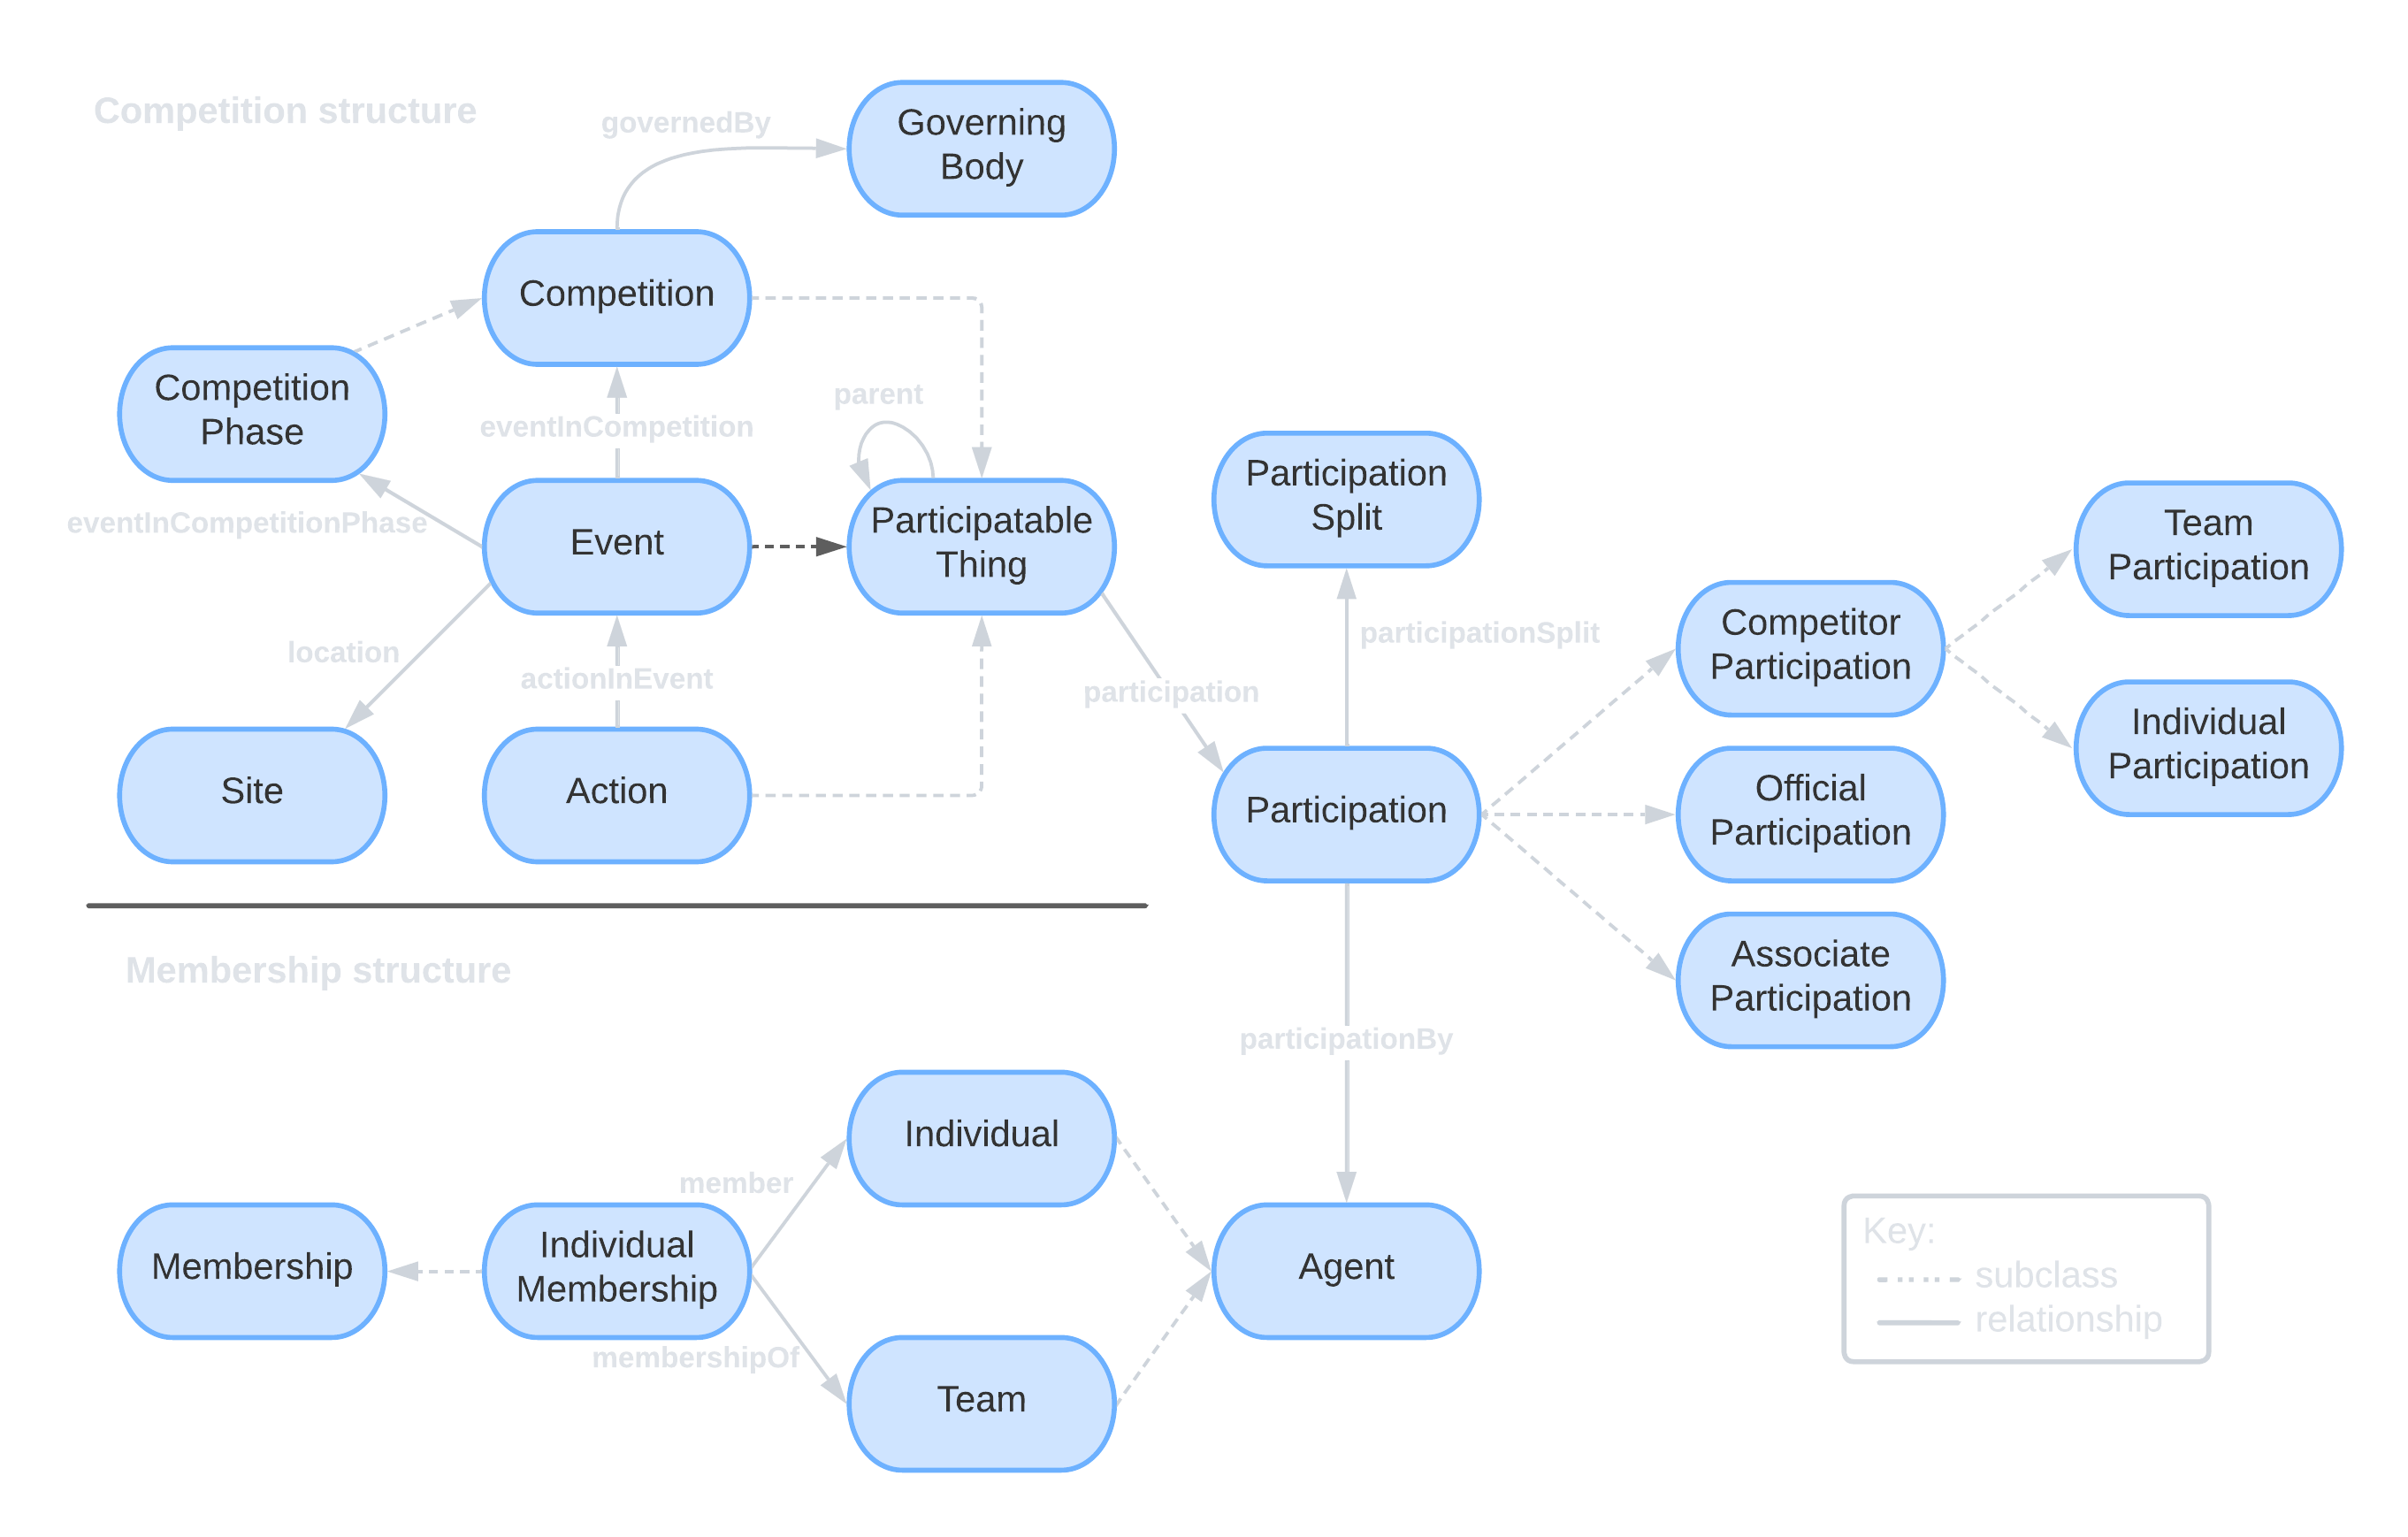 Competition structure
governedBy
Governing
Body
Competition
Competition
Phase
parent
eventInCompetition
Participation
Split
eventInCompetitionPhase
Event
Participatable
Thing
Team
Participation
location
actionInEvent
participation
participationSplit
Competitor
Participation
Individual
Participation
Site
Action
Participation
Official
Participation
Membership structure
Associate
Participation
participationBy
Individual
member
Membership
Individual
Membership
Agent
membershipOf
Team
Key:
subclass
relationship